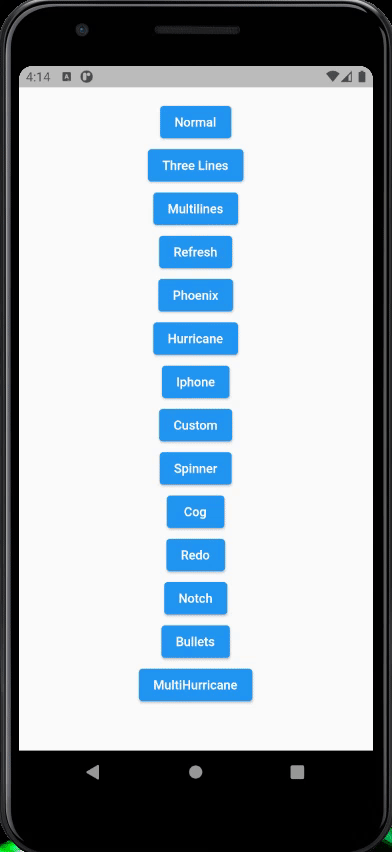 4:14
Normal
Three Lines
Multilines
Refresh
Phoenix
Hurricane
Iphone
Custom
Spinner
Cog
Redo
Notch
Bullets
MultiHurricane